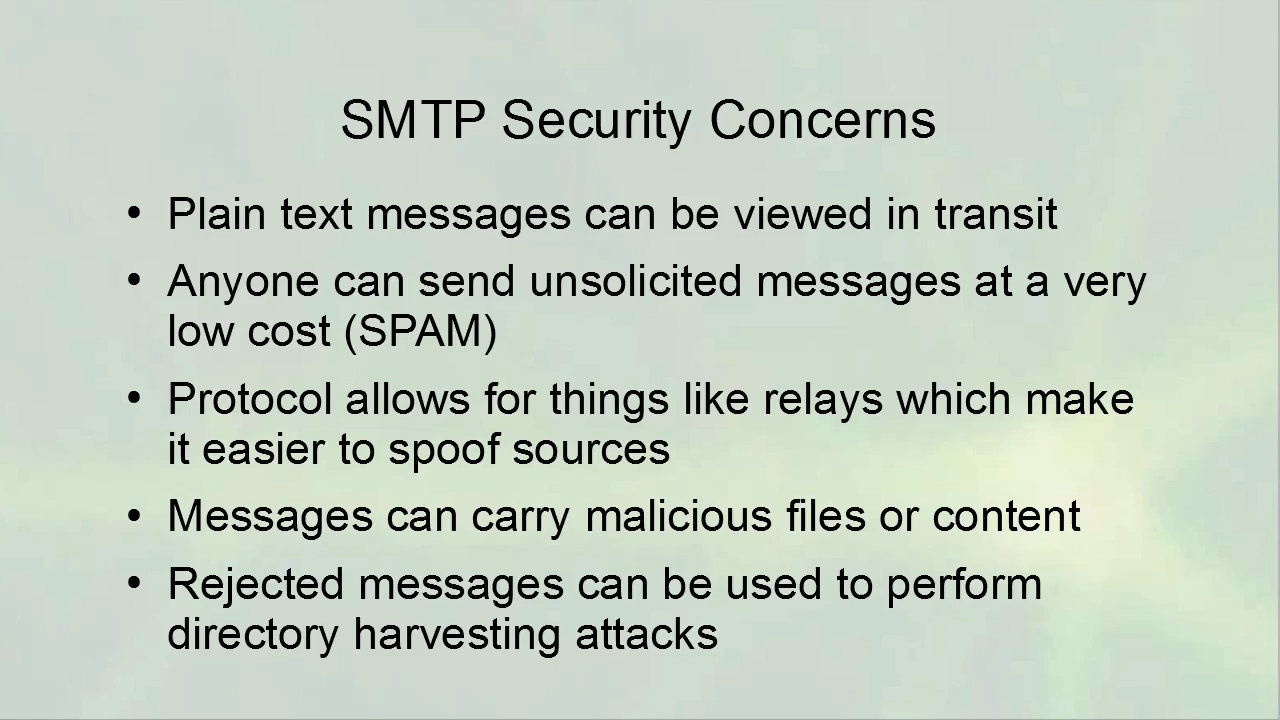 SMTP Security Concerns
• Plain text messages can be viewed in transit
• Anyone can send unsolicited messages at a very
low cost (SPAM)
• Protocol allows for things like relays which make
it easier to spoof sources
• Messages can carry malicious files or content
• Rejected messages can be used to perform
directory harvesting attacks